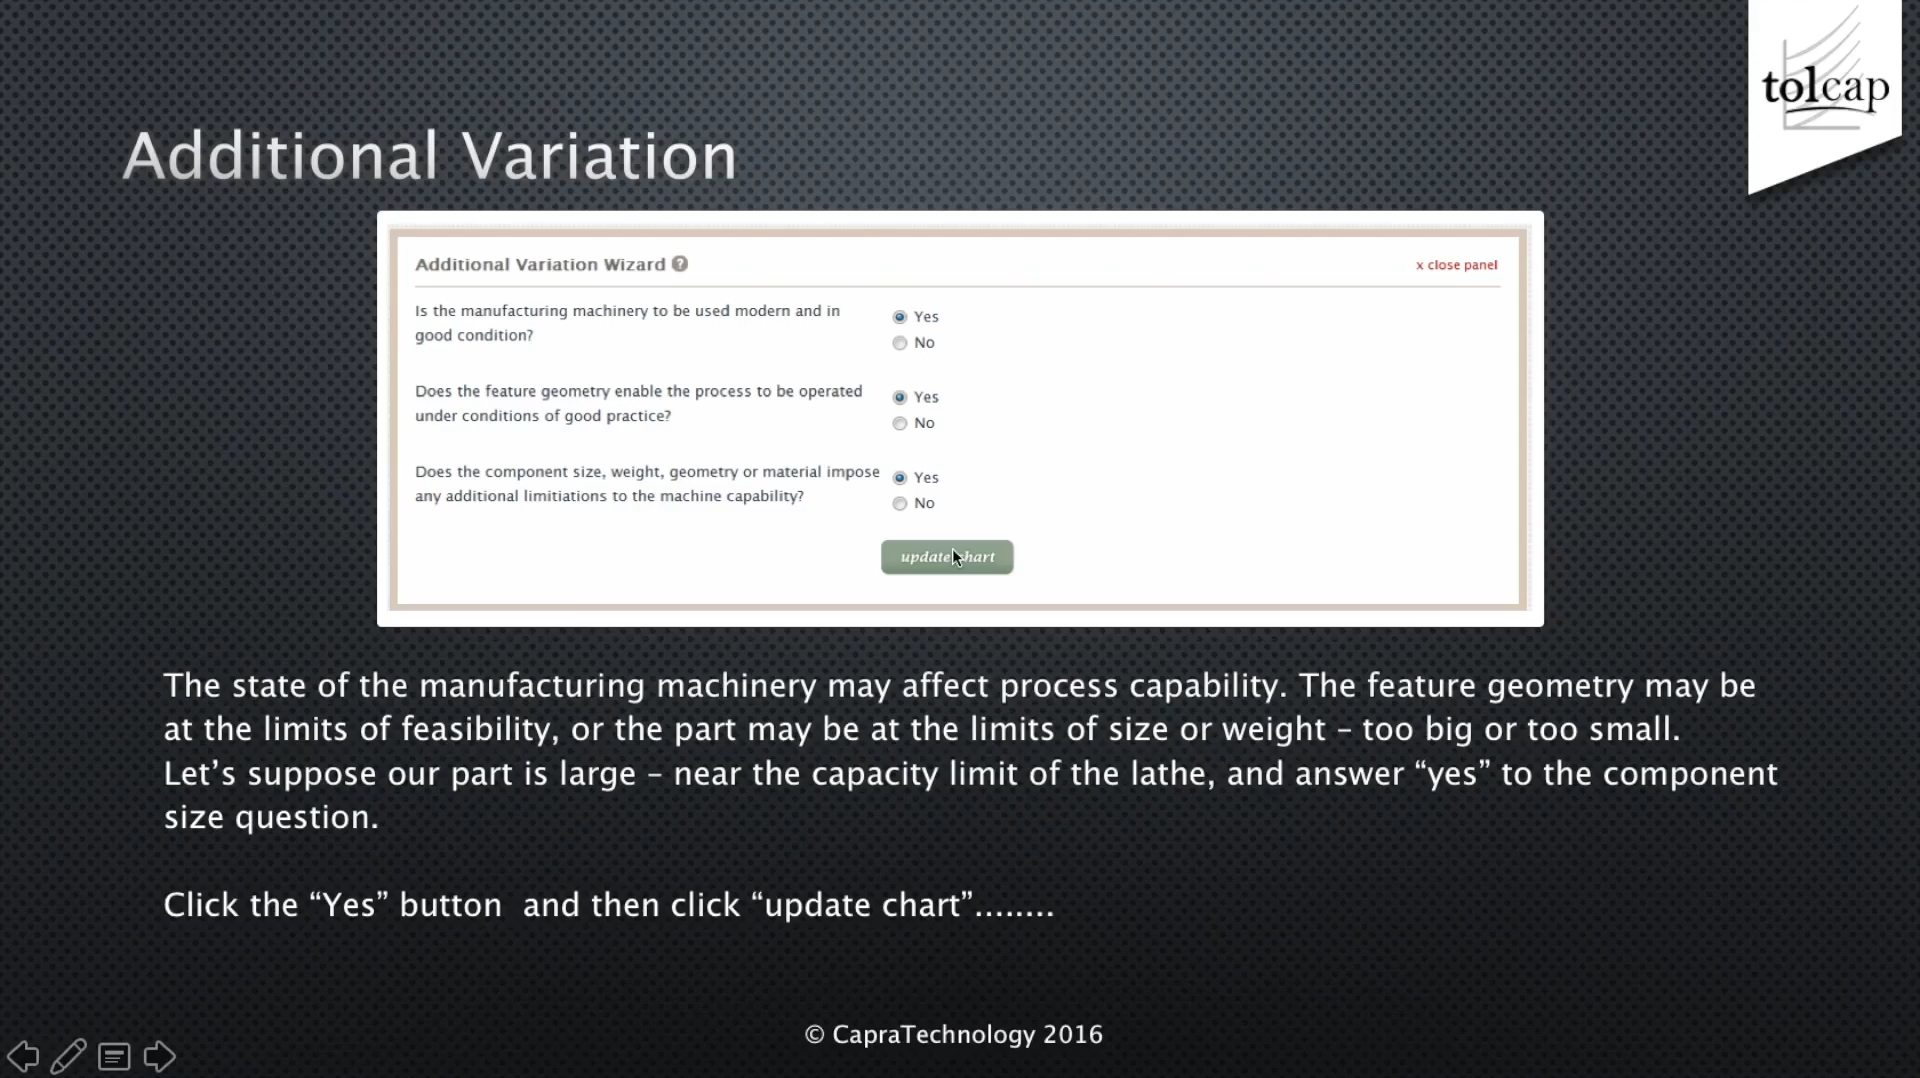 tolcap
Additional Variation
Additional Variation Wizard ?
x close panel
Is the manufacturing machinery to be used modern and in
good condition?
Yes
No
Does the feature geometry enable the process to be operated
under conditions of good practice?
Yes
No
Does the component size, weight, geometry or material impose
any additional limitiations to the machine capability?
Yes
No
update chart
The state of the manufacturing machinery may affect process capability. The feature geometry may be
at the limits of feasibility, or the part may be at the limits of size or weight – too big or too small.
Let’s suppose our part is large – near the capacity limit of the lathe, and answer “yes” to the component
size question.
Click the “Yes” button  and then click “update chart”........
© CapraTechnology 2016